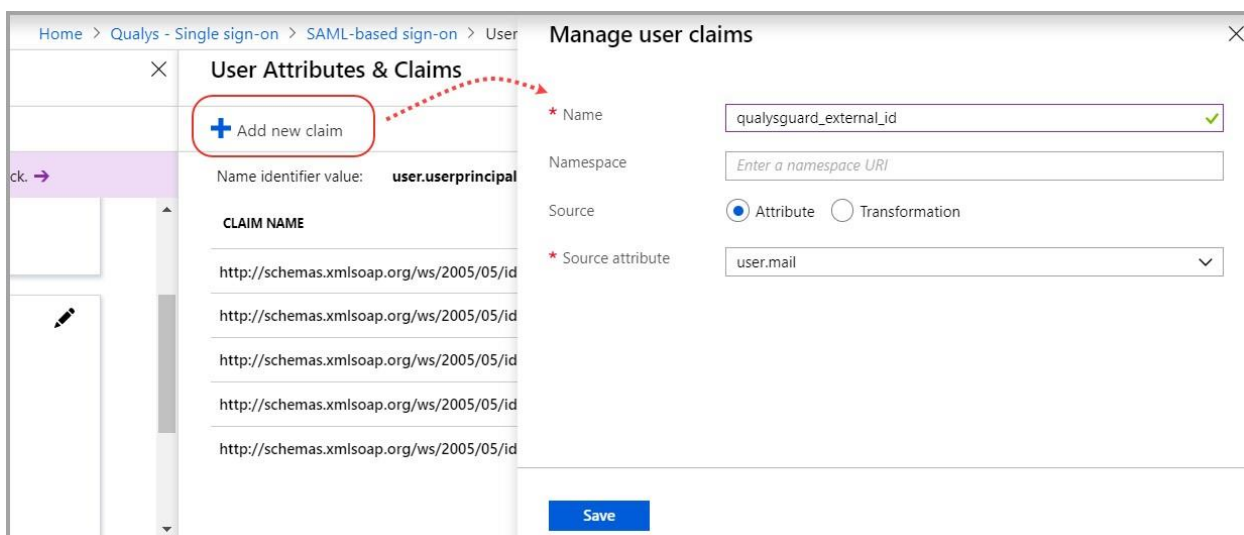 Home > Qualys - Single sign-on > SAML-based sign-on > User
User Attributes & Claims
Add new claim
ck. →
Name identifier value: user.userprincipal
CLAIM NAME
http://schemas.xmlsoap.org/ws/2005/05/id
http://schemas.xmlsoap.org/ws/2005/05/id
http://schemas.xmlsoap.org/ws/2005/05/id
http://schemas.xmlsoap.org/ws/2005/05/id
http://schemas.xmlsoap.org/ws/2005/05/id
Manage user claims
* Name qualysguard_external_id
Namespace Enter a namespace URI
Source Attribute Transformation
* Source attribute user.mail
Save